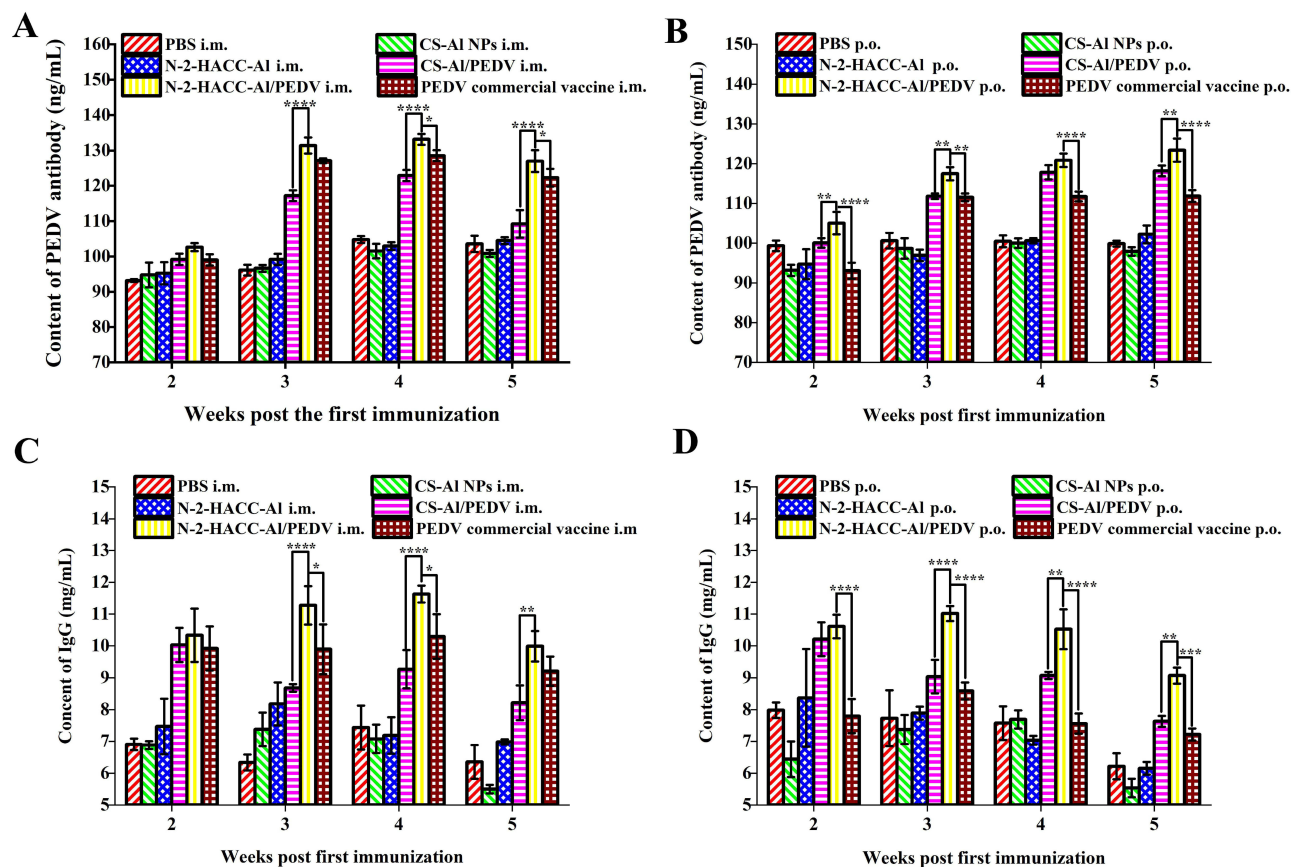 A
Content of PEDV antibody (ng/mL)
160
150
140
130
120
110
100
90
80
70
PBS i.m.
CS-Al NPs i.m.
N-2-HACC-Al i.m.
CS-Al/PEDV i.m.
N-2-HACC-Al/PEDV i.m.
PEDV commercial vaccine i.m.
****
****
*
****
*
2 3 4 5
Weeks post the first immunization
B
Content of PEDV antibody (ng/mL)
150
140
130
120
110
100
90
80
70
PBS p.o.
CS-Al NPs p.o.
N-2-HACC-Al p.o.
CS-Al/PEDV p.o.
N-2-HACC-Al/PEDV p.o.
PEDV commercial vaccine p.o.
**
****
**
**
****
**
****
2 3 4 5
Weeks post first immunization
C
Concent of IgG (mg/mL)
15
14
13
12
11
10
9
8
7
6
5
PBS i.m.
CS-Al NPs i.m.
N-2-HACC-Al i.m.
CS-Al/PEDV i.m.
N-2-HACC-Al/PEDV i.m.
PEDV commercial vaccine i.m
****
*
****
*
**
2 3 4 5
Weeks post first immunization
D
Content of IgG (mg/mL)
15
14
13
12
11
10
9
8
7
6
5
PBS p.o.
CS-Al NPs p.o.
N-2-HACC-Al p.o.
CS-Al/PEDV p.o.
N-2-HACC-Al/PEDV p.o.
PEDV commercial vaccine p.o.
****
****
****
**
****
**
***
2 3 4 5
Weeks post first immunization